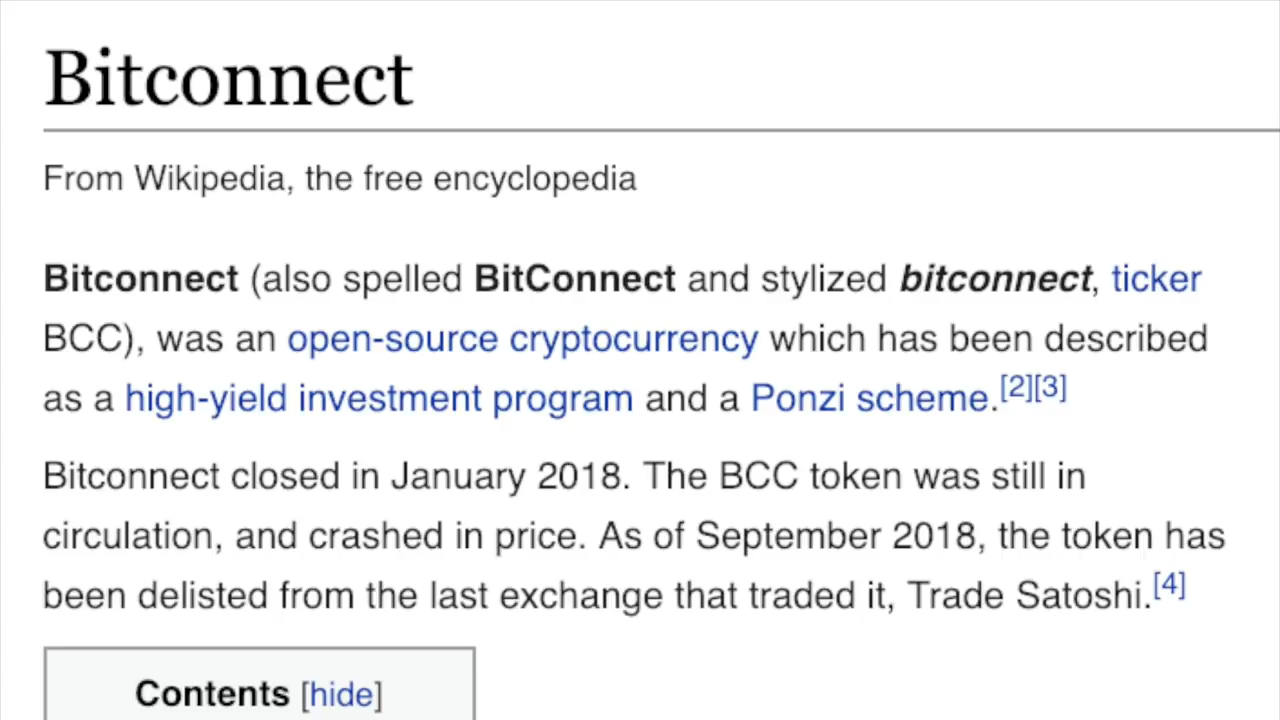 Bitconnect
From Wikipedia, the free encyclopedia
Bitconnect (also spelled BitConnect and stylized bitconnect, ticker
BCC), was an open-source cryptocurrency which has been described
as a high-yield investment program and a Ponzi scheme.[2][3]
Bitconnect closed in January 2018. The BCC token was still in
circulation, and crashed in price. As of September 2018, the token has
been delisted from the last exchange that traded it, Trade Satoshi.[4]
Contents [hide]